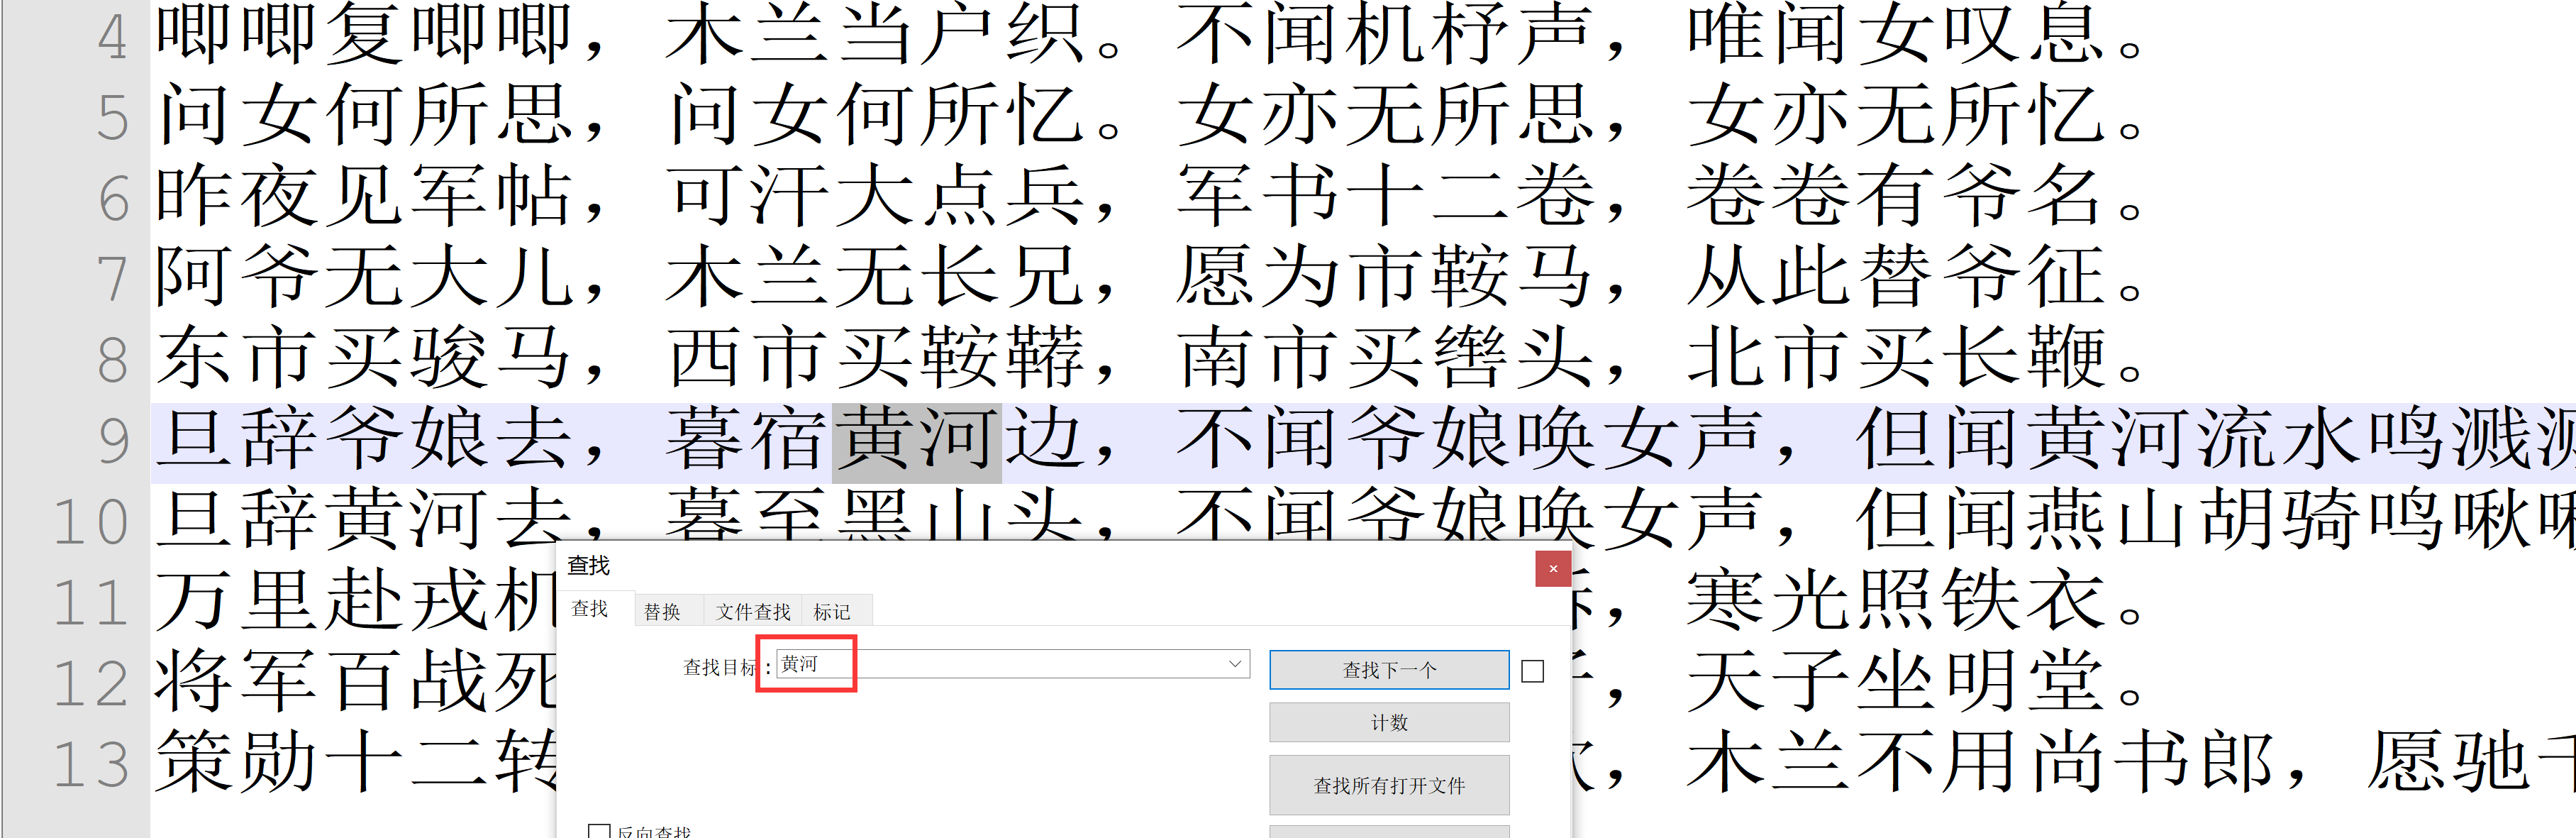 4 唧唧复唧唧，木兰当户织。不闻机杼声，唯闻女叹息。
5 问女何所思，问女何所忆。女亦无所思，女亦无所忆。
6 昨夜见军帖，可汗大点兵，军书十二卷，卷卷有爷名。
7 阿爷无大儿，木兰无长兄，愿为市鞍马，从此替爷征。
8 东市买骏马，西市买鞍鞯，南市买辔头，北市买长鞭。
9 旦辞爷娘去，暮宿黄河边，不闻爷娘唤女声，但闻黄河流水鸣溅
10 旦辞黄河去，暮至黑山头，不闻爷娘唤女声，但闻燕山胡骑鸣啾
11 万里赴戎机 ，寒光照铁衣。
12 将军百战死 ，天子坐明堂。
13 策勋十二转 ，木兰不用尚书郎，愿驰千
查找
×
查找 替换 文件查找 标记
查找目标： 黄河
查找下一个
计数
查找所有打开文件
反向查找